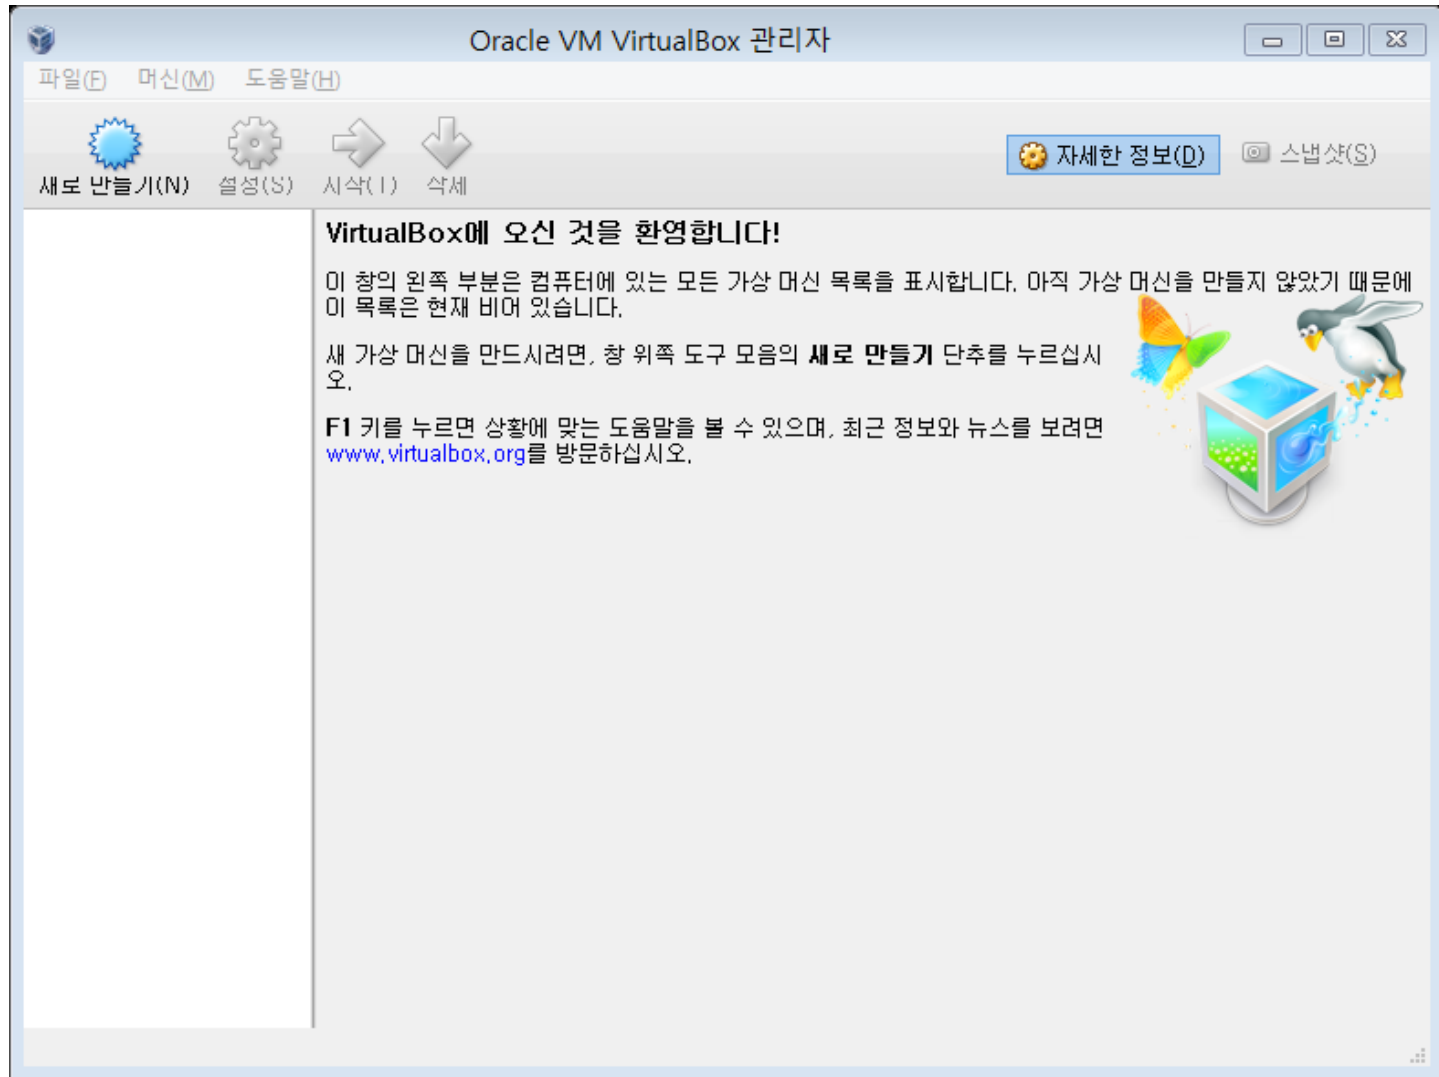 Oracle VM VirtualBox 관리자
파일(F) 머신(M) 도움말(H)
새로 만들기(N) 설정(S) 시작(T) 삭제 자세한 정보(D) 스냅샷(S)
VirtualBox에 오신 것을 환영합니다!
이 창의 왼쪽 부분은 컴퓨터에 있는 모든 가상 머신 목록을 표시합니다. 아직 가상 머신을 만들지 않았기 때문에
이 목록은 현재 비어 있습니다.
새 가상 머신을 만드시려면, 창 위쪽 도구 모음의 새로 만들기 단추를 누르십시
오.
F1 키를 누르면 상황에 맞는 도움말을 볼 수 있으며, 최근 정보와 뉴스를 보려면
www.virtualbox.org를 방문하십시오.